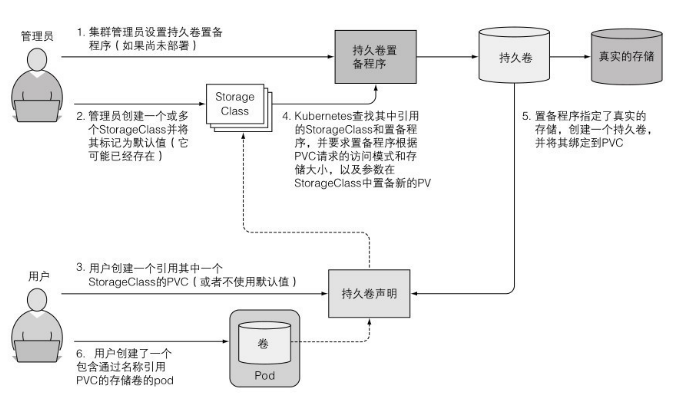 管理员
1. 集群管理员设置持久卷置备
程序（如果尚未部署）
持久卷置
备程序
持久卷
真实的存储
Storage
Class
2. 管理员创建一个或多
个StorageClass并将
其标记为默认值（它
可能已经存在）
4. Kubernetes查找其中引用
的StorageClass和置备程
序，并要求置备程序根据
PVC请求的访问模式和存
储大小，以及参数在
StorageClass中置备新的PV
5. 置备程序指定了真实的
存储，创建一个持久卷，
并将其绑定到PVC
用户
3. 用户创建一个引用其中一个
StorageClass的PVC（或者不使用默认值）
持久卷声明
6. 用户创建了一个
包含通过名称引用
PVC的存储卷的pod
卷
Pod